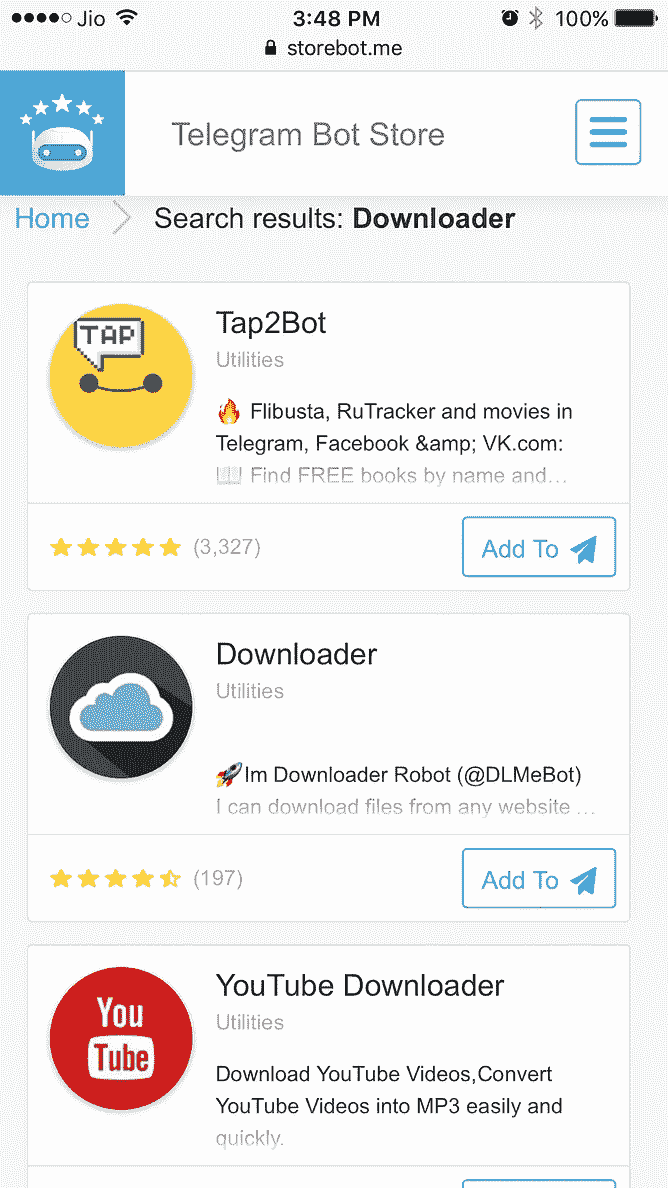 Jio 3:48 PM 100%
storebot.me
Telegram Bot Store
Home Search results: Downloader
TAP
Tap2Bot
Utilities
🔥 Flibusta, RuTracker and movies in
Telegram, Facebook &amp; VK.com:
📖 Find FREE books by name and...
(3,327)
Add To
Downloader
Utilities
🚀Im Downloader Robot (@DLMeBot)
I can download files from any website ...
(197)
Add To
You
Tube
YouTube Downloader
Utilities
Download YouTube Videos,Convert
YouTube Videos into MP3 easily and
quickly.